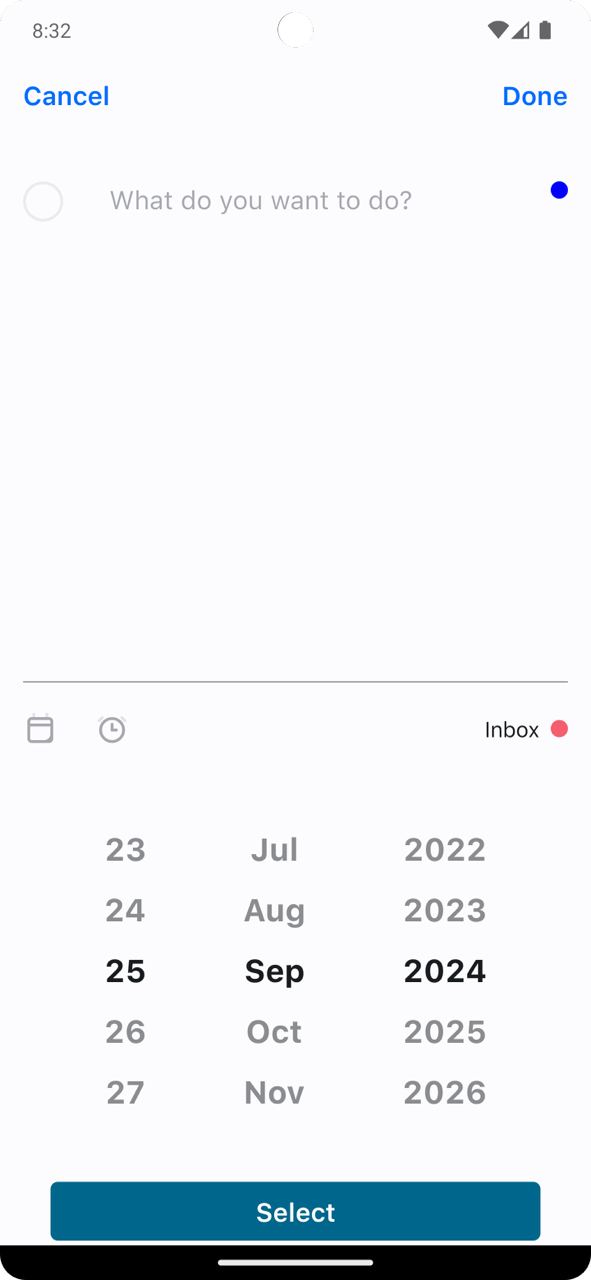 8:32
Cancel Done
What do you want to do?
Inbox
23 Jul 2022
24 Aug 2023
25 Sep 2024
26 Oct 2025
27 Nov 2026
Select